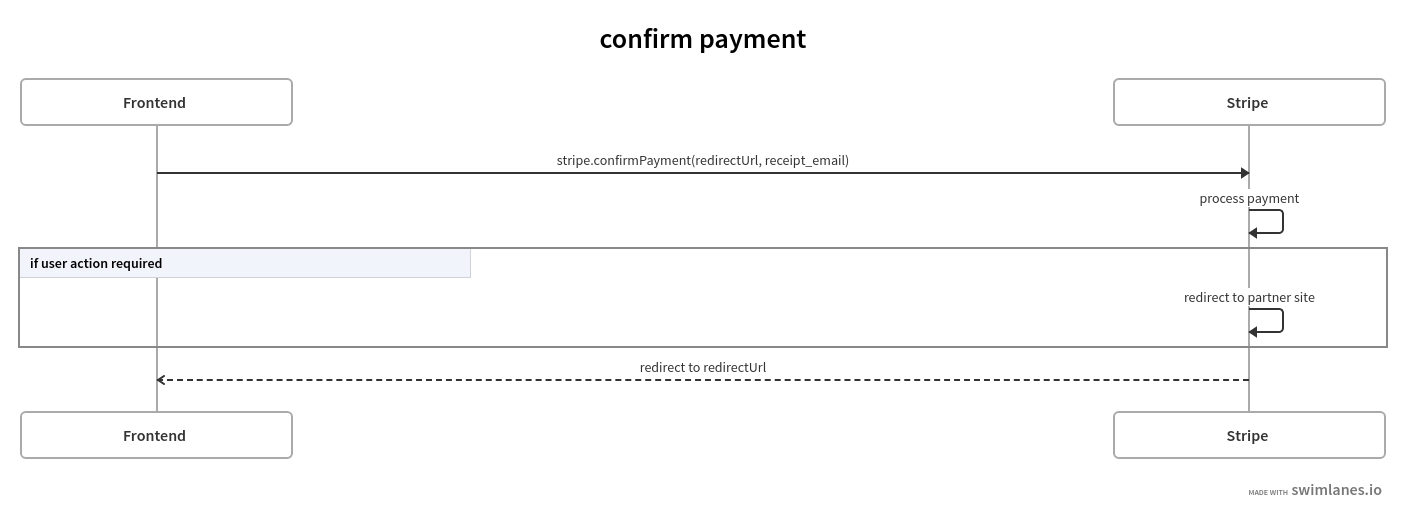 confirm payment
Frontend
Stripe
stripe.confirmPayment(redirectUrl, receipt_email)
process payment
if user action required
redirect to partner site
redirect to redirectUrl
Frontend
Stripe
MADE WITH swimlanes.io